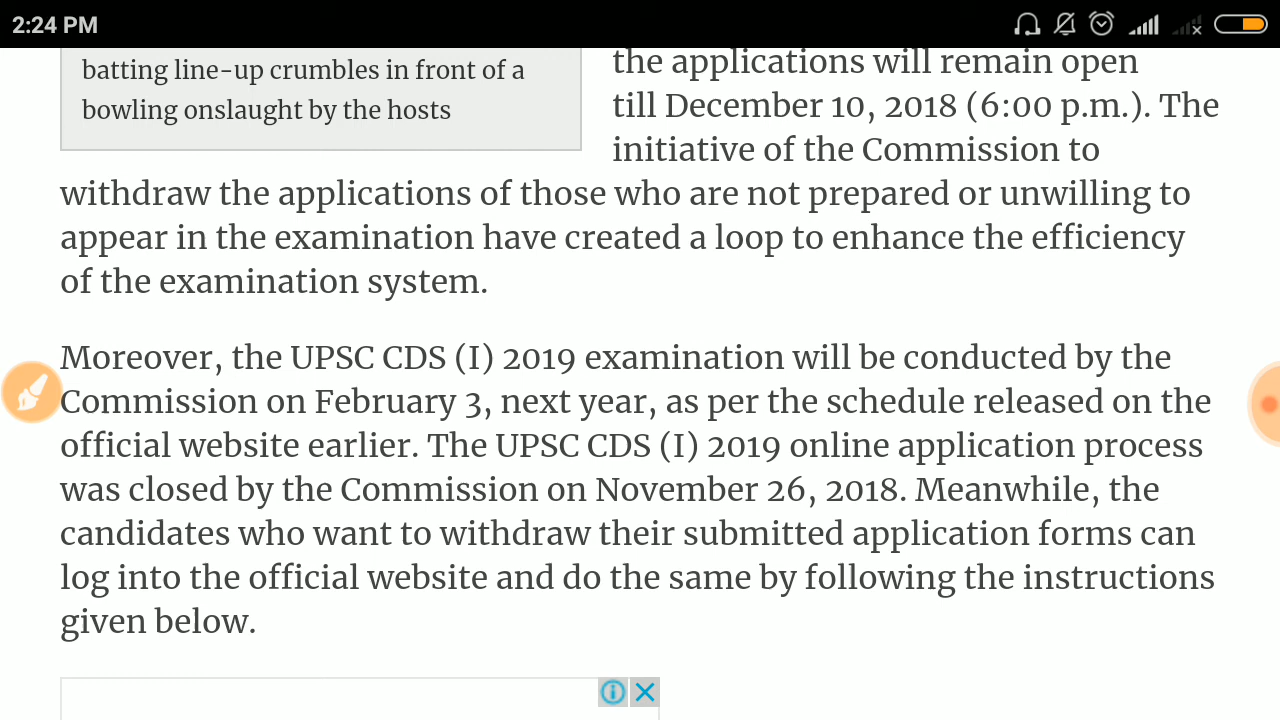 2:24 PM
batting line-up crumbles in front of a
bowling onslaught by the hosts
the applications will remain open
till December 10, 2018 (6:00 p.m.). The
initiative of the Commission to
withdraw the applications of those who are not prepared or unwilling to
appear in the examination have created a loop to enhance the efficiency
of the examination system.
Moreover, the UPSC CDS (I) 2019 examination will be conducted by the
Commission on February 3, next year, as per the schedule released on the
official website earlier. The UPSC CDS (I) 2019 online application process
was closed by the Commission on November 26, 2018. Meanwhile, the
candidates who want to withdraw their submitted application forms can
log into the official website and do the same by following the instructions
given below.